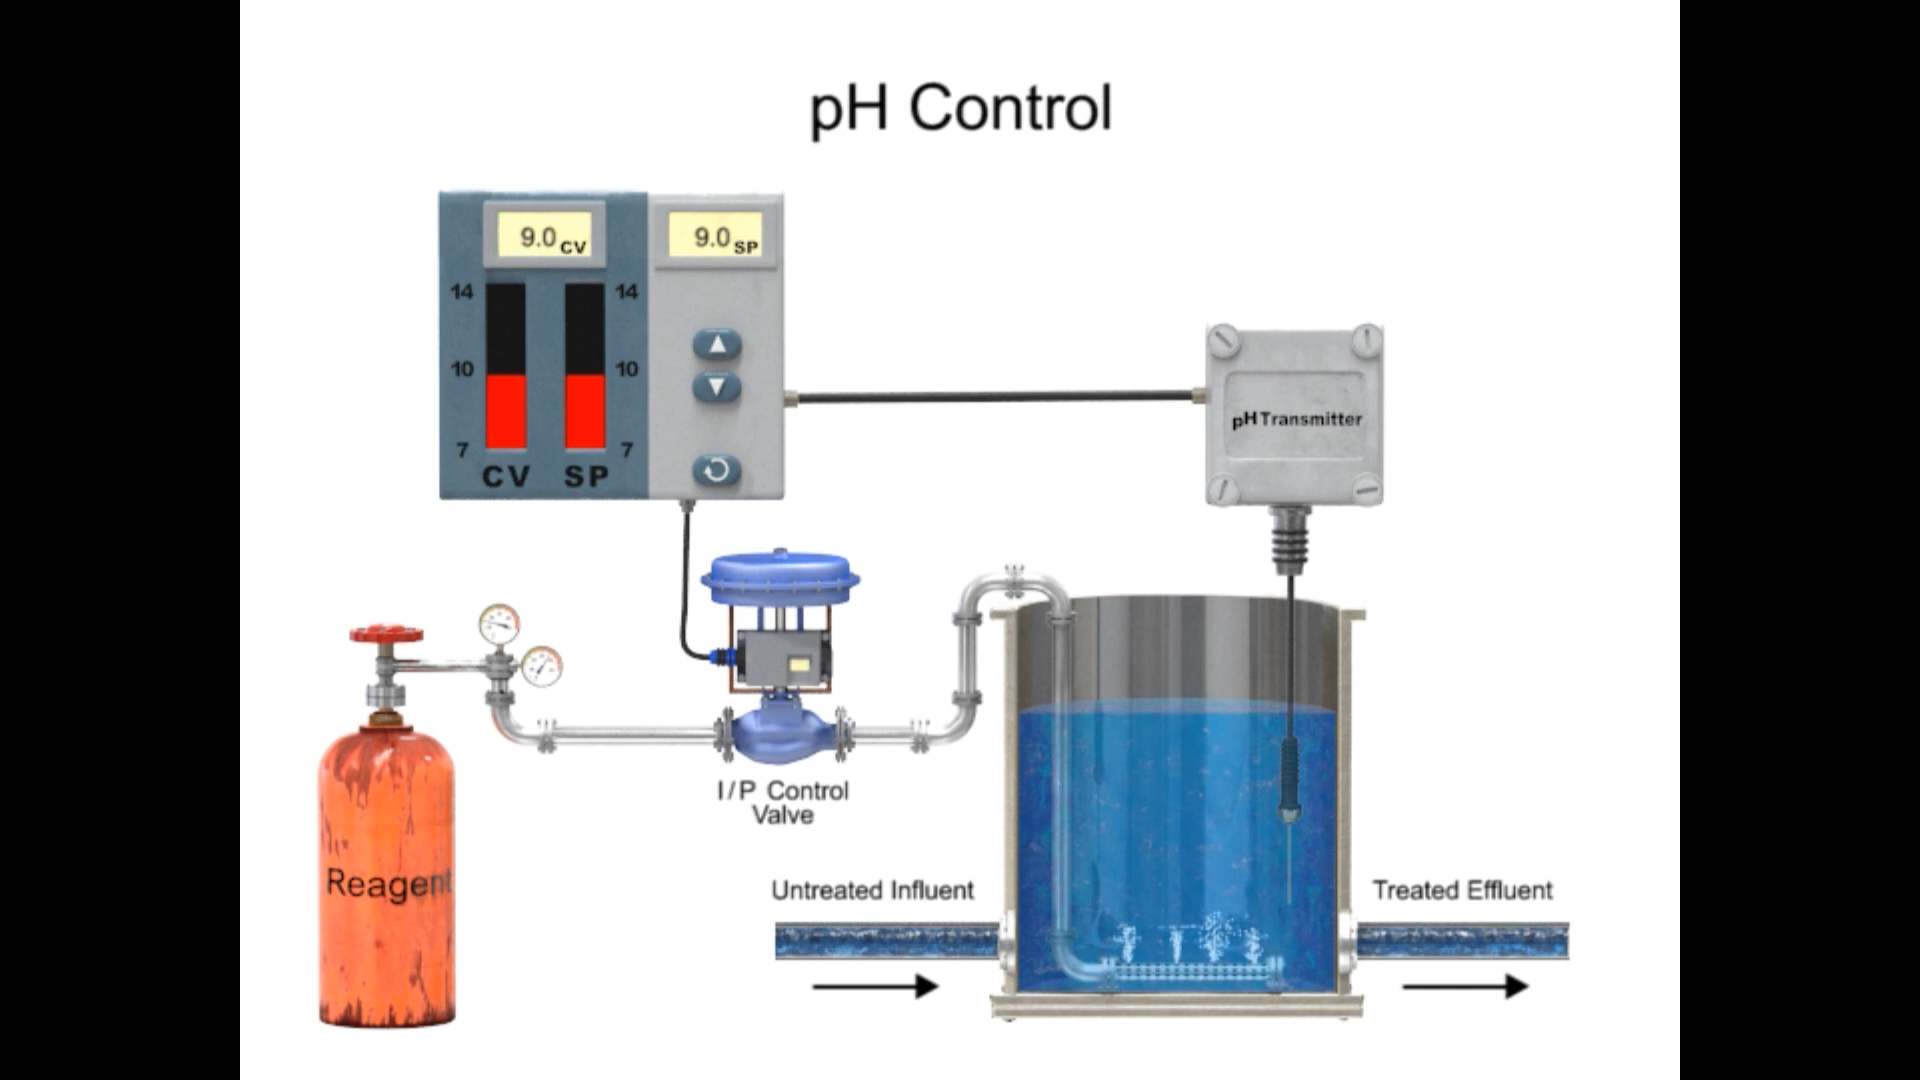 pH Control
9.0 CV
9.0 SP
14
14
10
10
7
7
CV
SP
pH Transmitter
I/P Control
Valve
Reagent
Untreated Influent
Treated Effluent